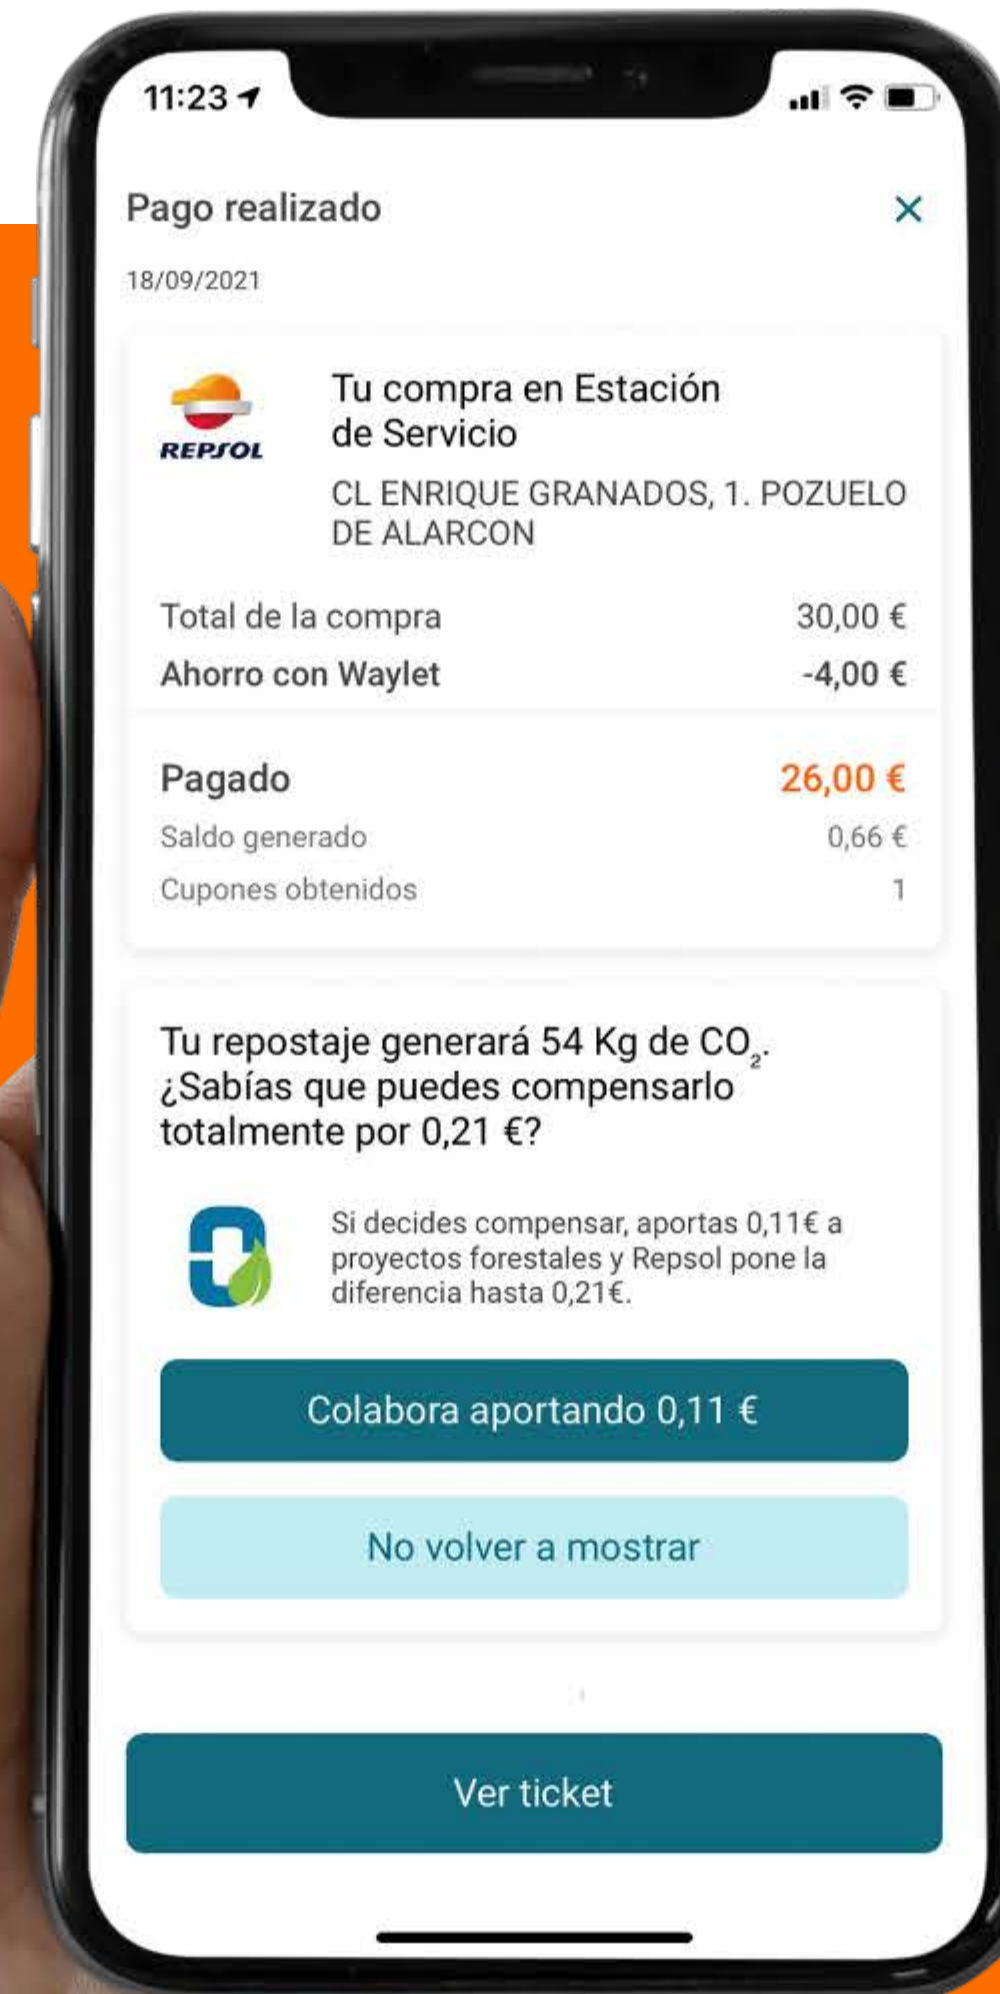 11:23
Pago realizado
18/09/2021
REPSOL
Tu compra en Estación
de Servicio
CL ENRIQUE GRANADOS, 1. POZUELO
DE ALARCON
Total de la compra 30,00 €
Ahorro con Waylet -4,00 €
Pagado 26,00 €
Saldo generado 0,66 €
Cupones obtenidos 1
Tu repostaje generará 54 Kg de CO₂.
¿Sabías que puedes compensarlo
totalmente por 0,21 €?
Si decides compensar, aportas 0,11€ a
proyectos forestales y Repsol pone la
diferencia hasta 0,21€.
Colabora aportando 0,11 €
No volver a mostrar
Ver ticket